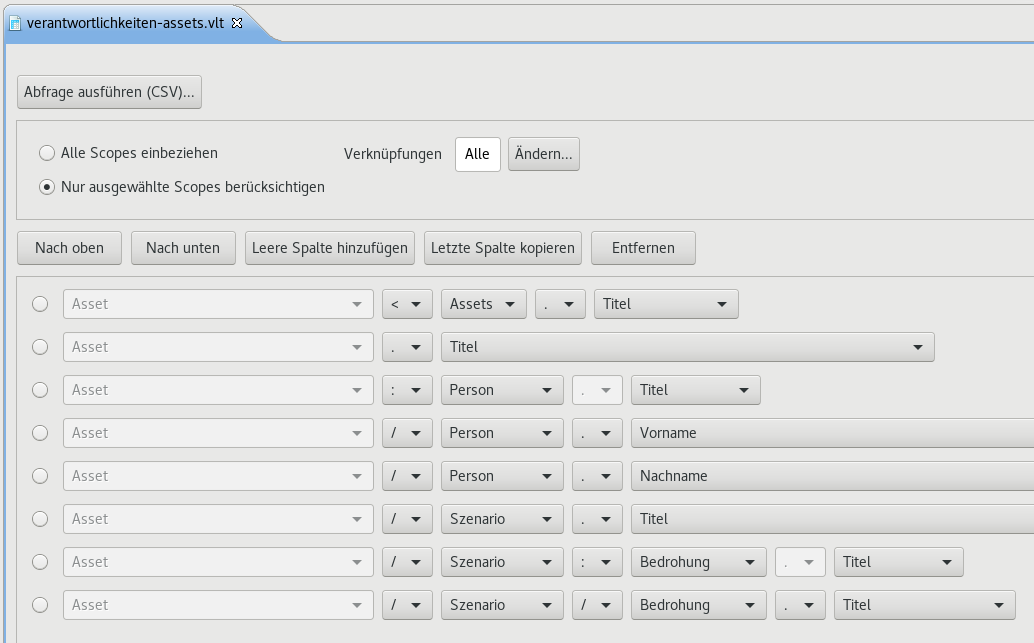 verantwortlichkeiten-assets.vlt
Abfrage ausführen (CSV)...
Alle Scopes einbeziehen Verknüpfungen Alle Ändern...
Nur ausgewählte Scopes berücksichtigen
Nach oben Nach unten Leere Spalte hinzufügen Letzte Spalte kopieren Entfernen
Asset < Assets . Titel
Asset . Titel
Asset : Person . Titel
Asset / Person . Vorname
Asset / Person . Nachname
Asset / Szenario . Titel
Asset / Szenario : Bedrohung . Titel
Asset / Szenario / Bedrohung . Titel